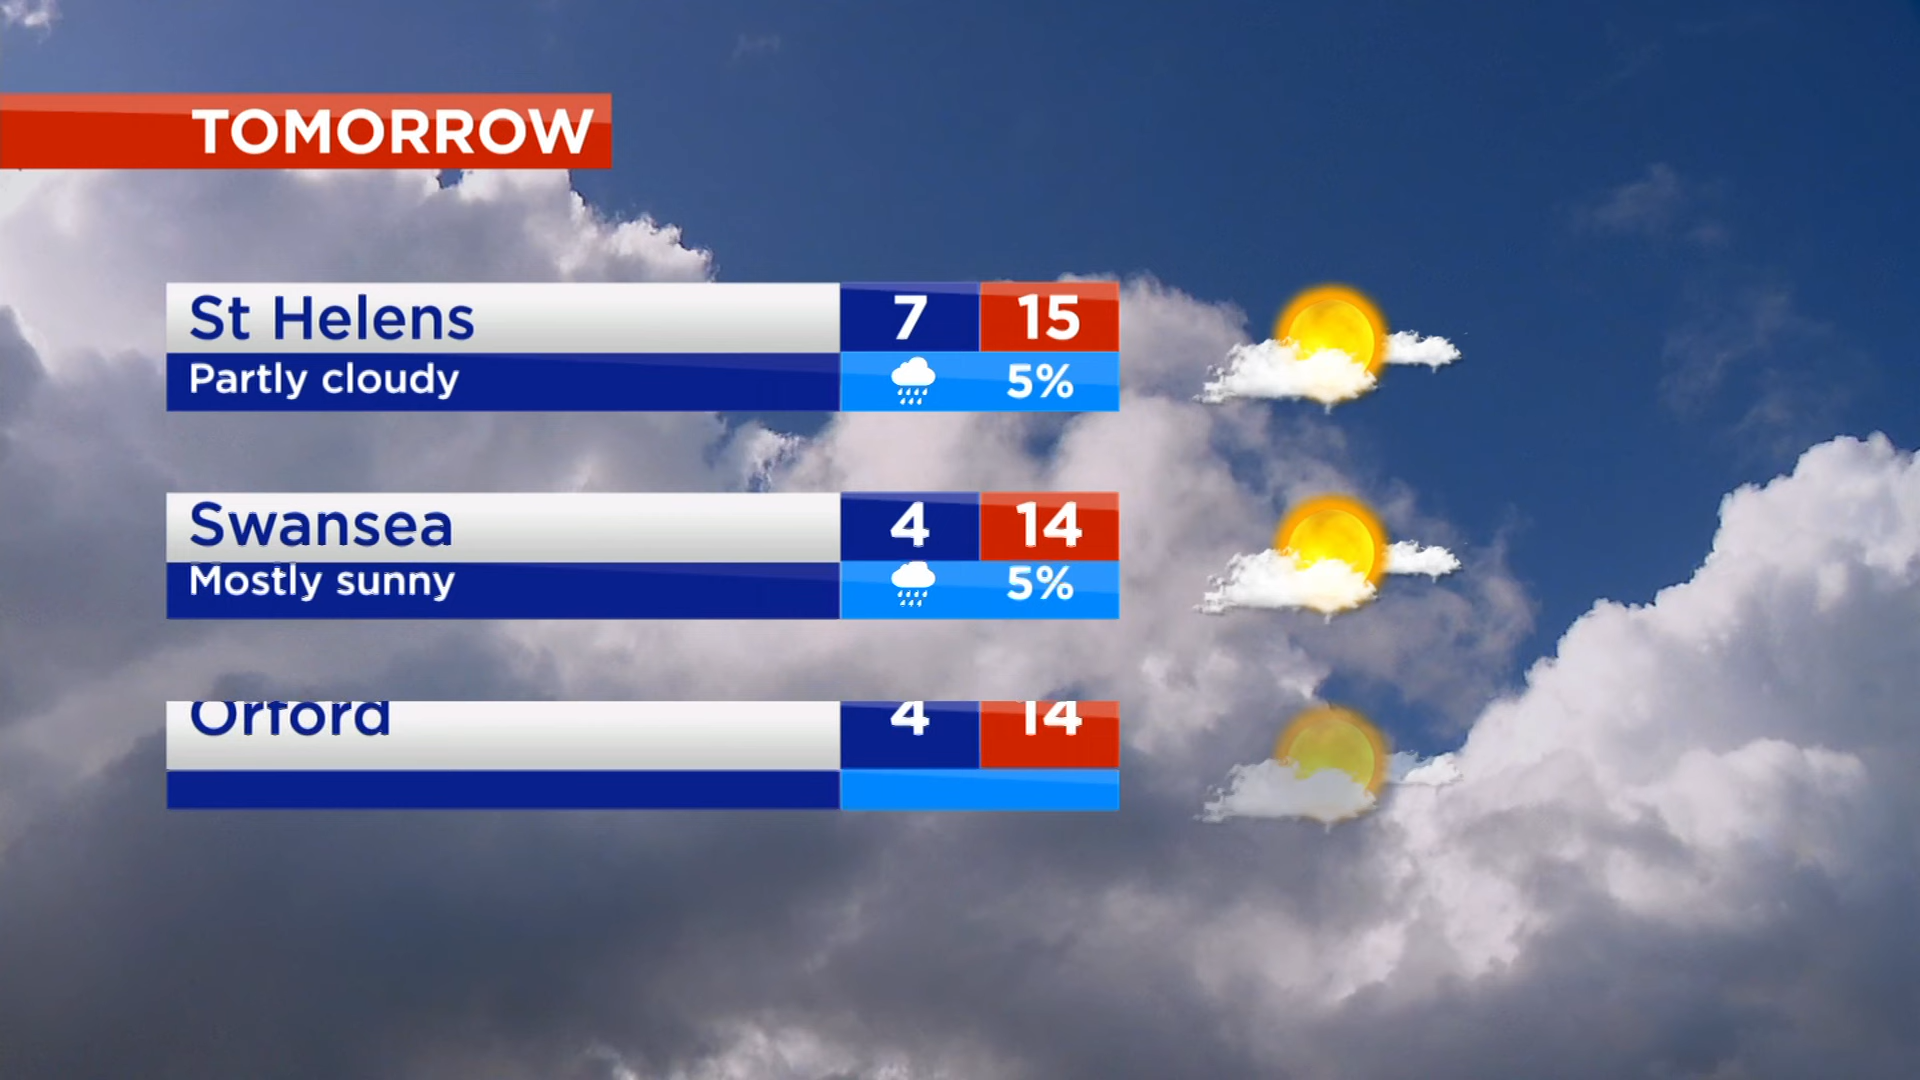 TOMORROW
St Helens 7 15
Partly cloudy 5%
Swansea 4 14
Mostly sunny 5%
Orford 4 14